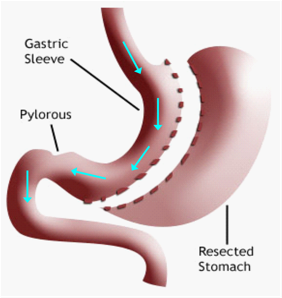 Gastric
Sleeve
Pylorous
Resected
Stomach